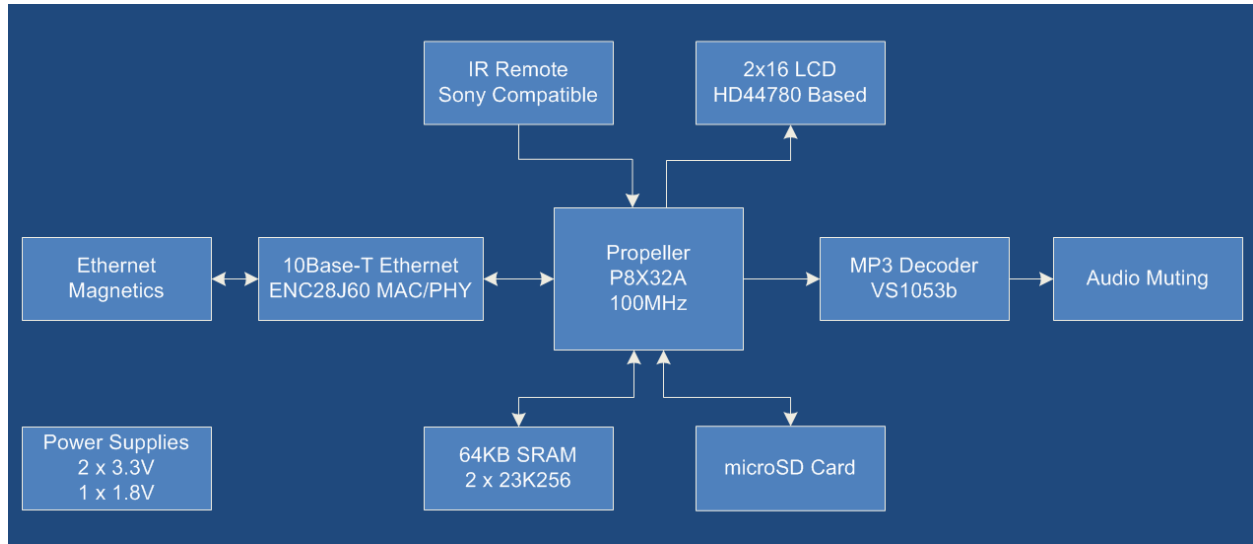 IR Remote
Sony Compatible
2x16 LCD
HD44780 Based
Ethernet
Magnetics
10Base-T Ethernet
ENC28J60 MAC/PHY
Propeller
P8X32A
100MHz
MP3 Decoder
VS1053b
Audio Muting
Power Supplies
2 x 3.3V
1 x 1.8V
64KB SRAM
2 x 23K256
microSD Card